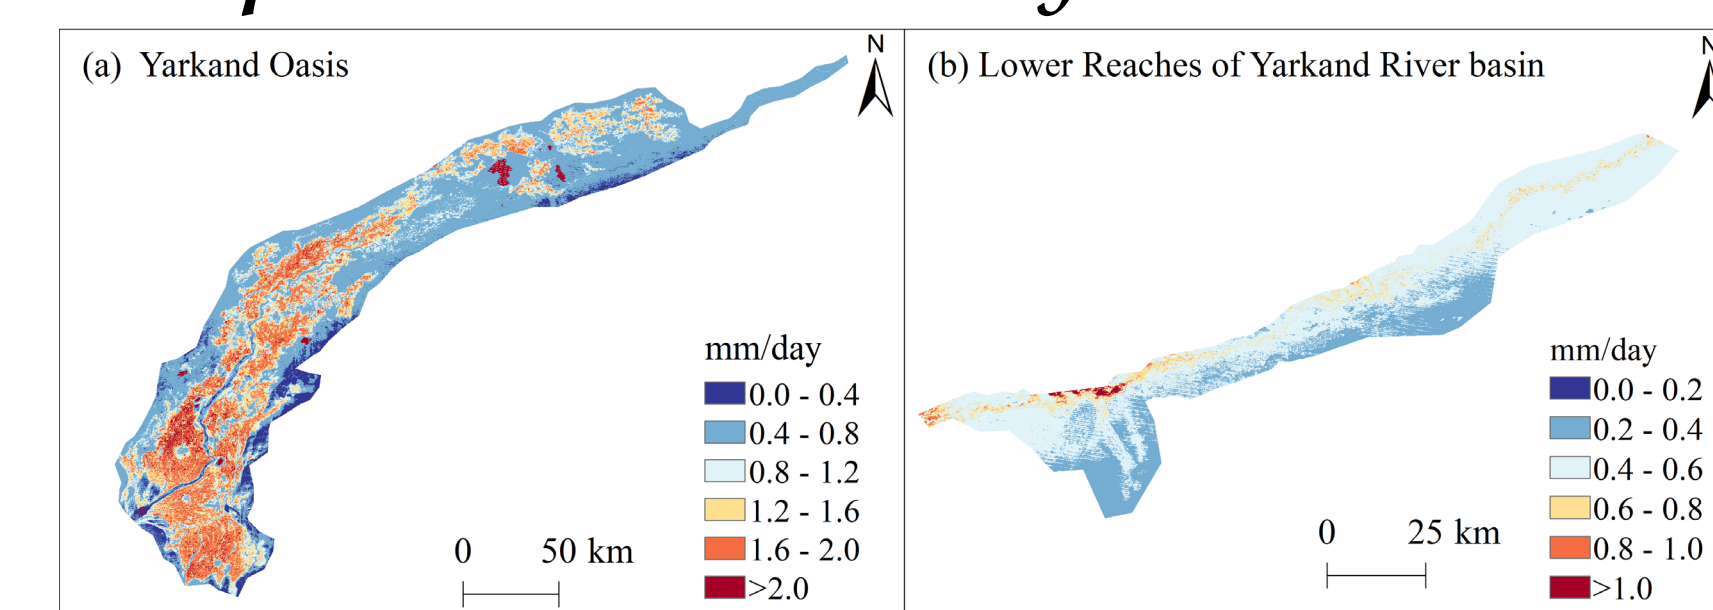 (a) Yarkand Oasis
N
mm/day
0.0 - 0.4
0.4 - 0.8
0.8 - 1.2
1.2 - 1.6
1.6 - 2.0
>2.0
0 50 km
(b) Lower Reaches of Yarkand River basin
N
mm/day
0.0 - 0.2
0.2 - 0.4
0.4 - 0.6
0.6 - 0.8
0.8 - 1.0
>1.0
0 25 km